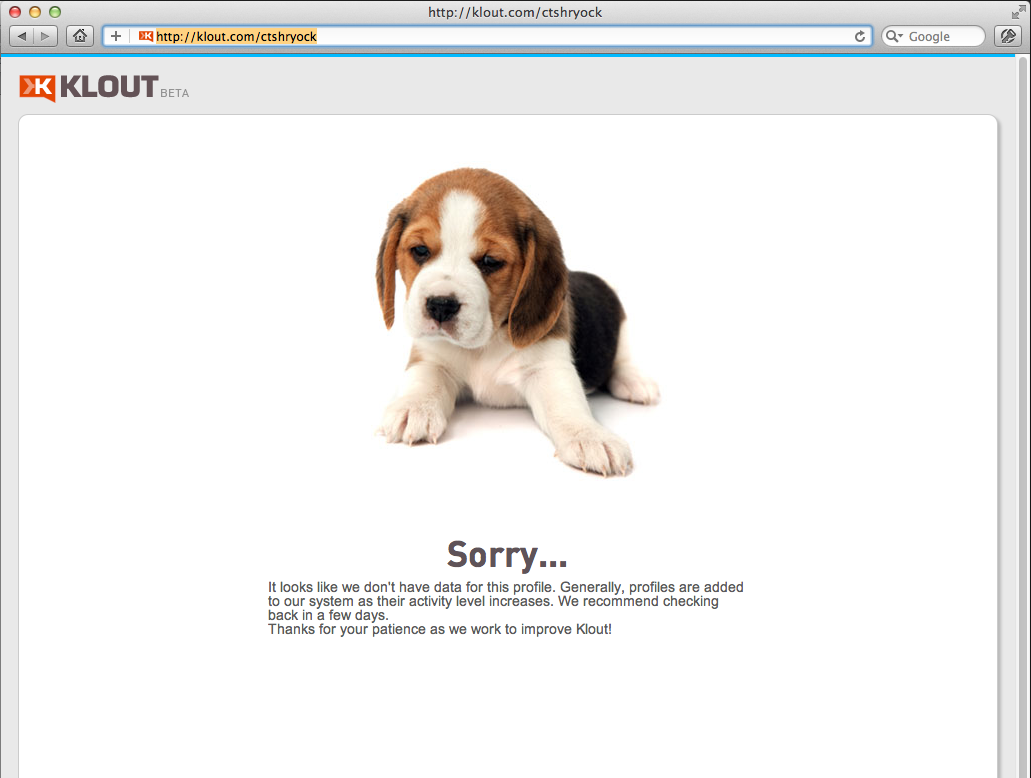 http://klout.com/ctshryock
http://klout.com/ctshryock
Google
KLOUT BETA
Sorry...
It looks like we don't have data for this profile. Generally, profiles are added
to our system as their activity level increases. We recommend checking
back in a few days.
Thanks for your patience as we work to improve Klout!